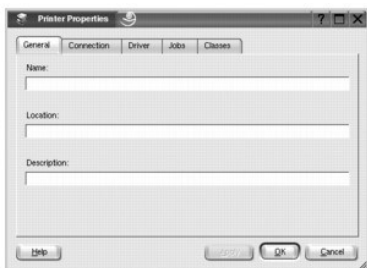 Printer Properties
General Connection Driver Jobs Classes
Name:
Location:
Description:
Help OK Cancel